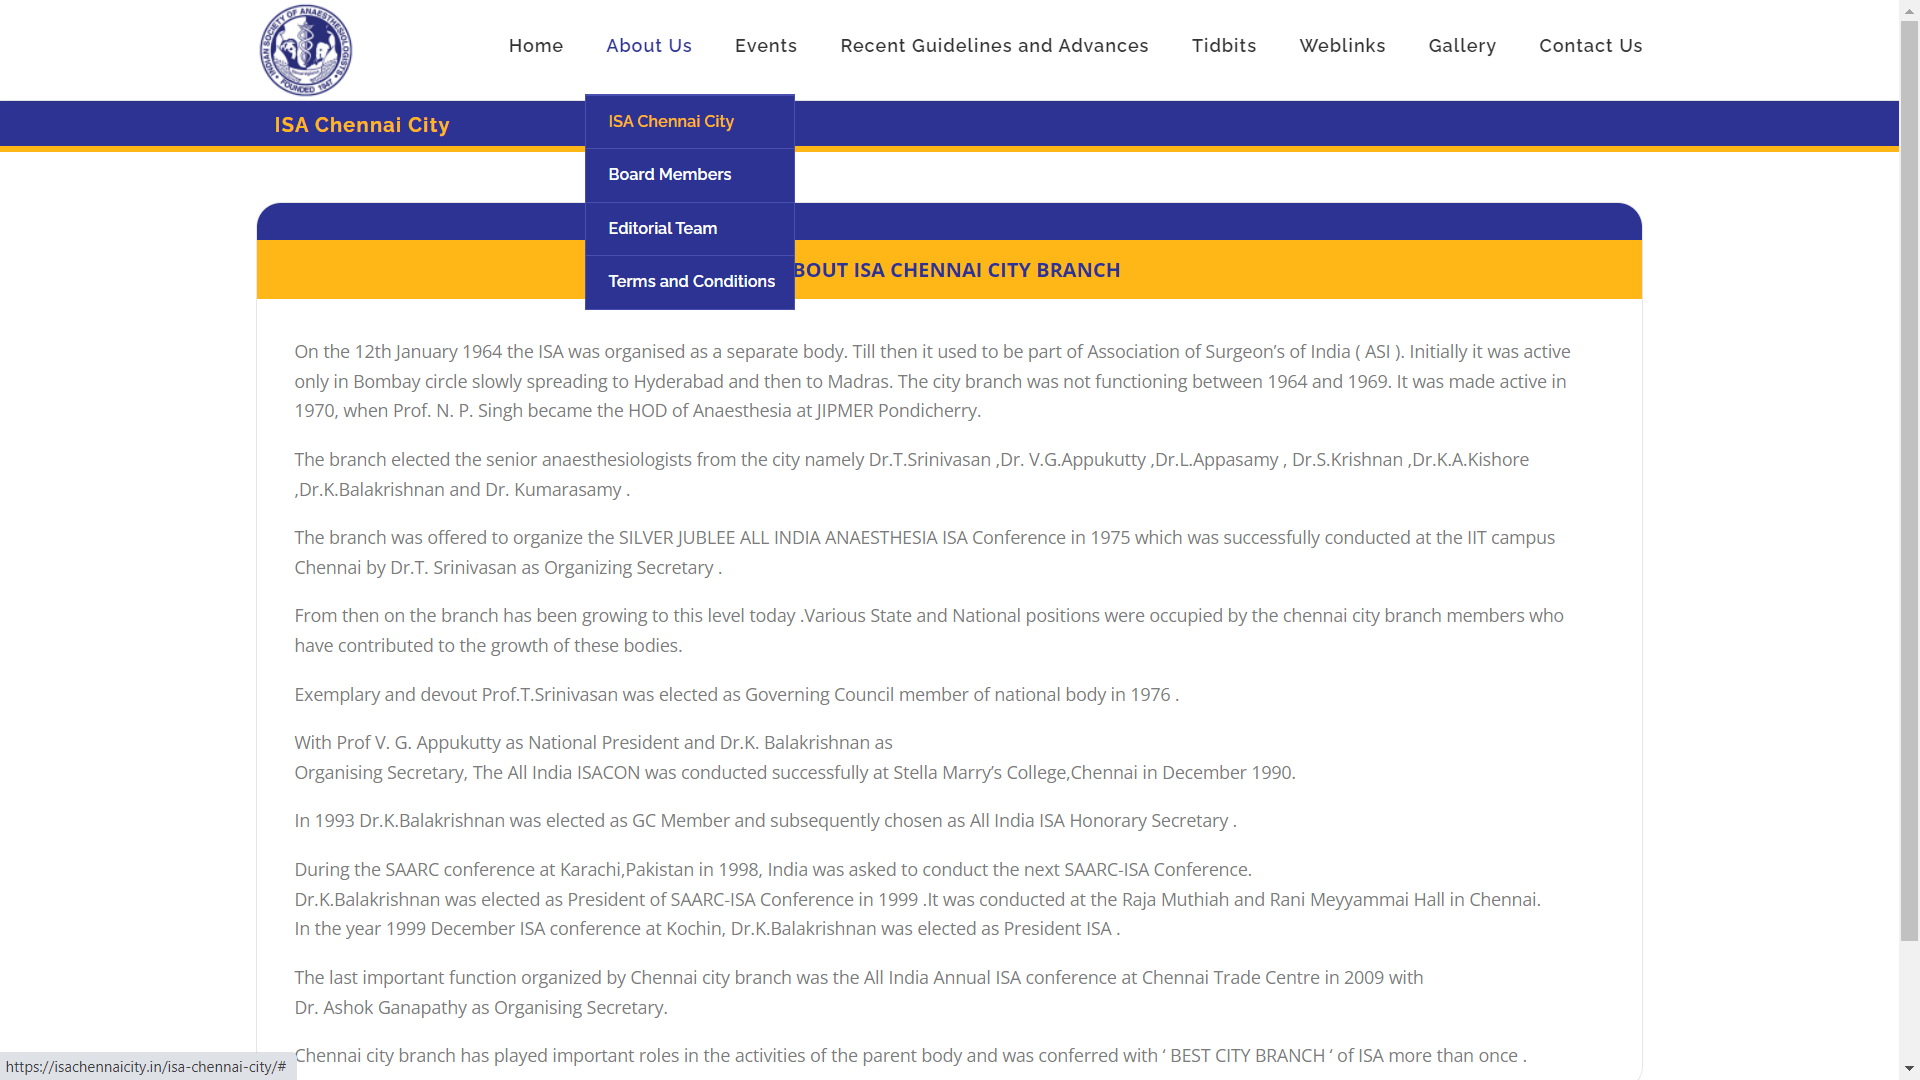 INDIAN SOCIETY OF ANAESTHESIOLOGISTS
FOUNDED 1947
Home
About Us
Events
Recent Guidelines and Advances
Tidbits
Weblinks
Gallery
Contact Us
ISA Chennai City
ISA Chennai City
Board Members
Editorial Team
Terms and Conditions
BOUT ISA CHENNAI CITY BRANCH
On the 12th January 1964 the ISA was organised as a separate body. Till then it used to be part of Association of Surgeon’s of India ( ASI ). Initially it was active
only in Bombay circle slowly spreading to Hyderabad and then to Madras. The city branch was not functioning between 1964 and 1969. It was made active in
1970, when Prof. N. P. Singh became the HOD of Anaesthesia at JIPMER Pondicherry.
The branch elected the senior anaesthesiologists from the city namely Dr.T.Srinivasan ,Dr. V.G.Appukutty ,Dr.L.Appasamy , Dr.S.Krishnan ,Dr.K.A.Kishore
,Dr.K.Balakrishnan and Dr. Kumarasamy .
The branch was offered to organize the SILVER JUBLEE ALL INDIA ANAESTHESIA ISA Conference in 1975 which was successfully conducted at the IIT campus
Chennai by Dr.T. Srinivasan as Organizing Secretary .
From then on the branch has been growing to this level today .Various State and National positions were occupied by the chennai city branch members who
have contributed to the growth of these bodies.
Exemplary and devout Prof.T.Srinivasan was elected as Governing Council member of national body in 1976 .
With Prof V. G. Appukutty as National President and Dr.K. Balakrishnan as
Organising Secretary, The All India ISACON was conducted successfully at Stella Marry’s College,Chennai in December 1990.
In 1993 Dr.K.Balakrishnan was elected as GC Member and subsequently chosen as All India ISA Honorary Secretary .
During the SAARC conference at Karachi,Pakistan in 1998, India was asked to conduct the next SAARC-ISA Conference.
Dr.K.Balakrishnan was elected as President of SAARC-ISA Conference in 1999 .It was conducted at the Raja Muthiah and Rani Meyyammai Hall in Chennai.
In the year 1999 December ISA conference at Kochin, Dr.K.Balakrishnan was elected as President ISA .
The last important function organized by Chennai city branch was the All India Annual ISA conference at Chennai Trade Centre in 2009 with
Dr. Ashok Ganapathy as Organising Secretary.
Chennai city branch has played important roles in the activities of the parent body and was conferred with ‘ BEST CITY BRANCH ‘ of ISA more than once .
https://isachennaicity.in/isa-chennai-city/#